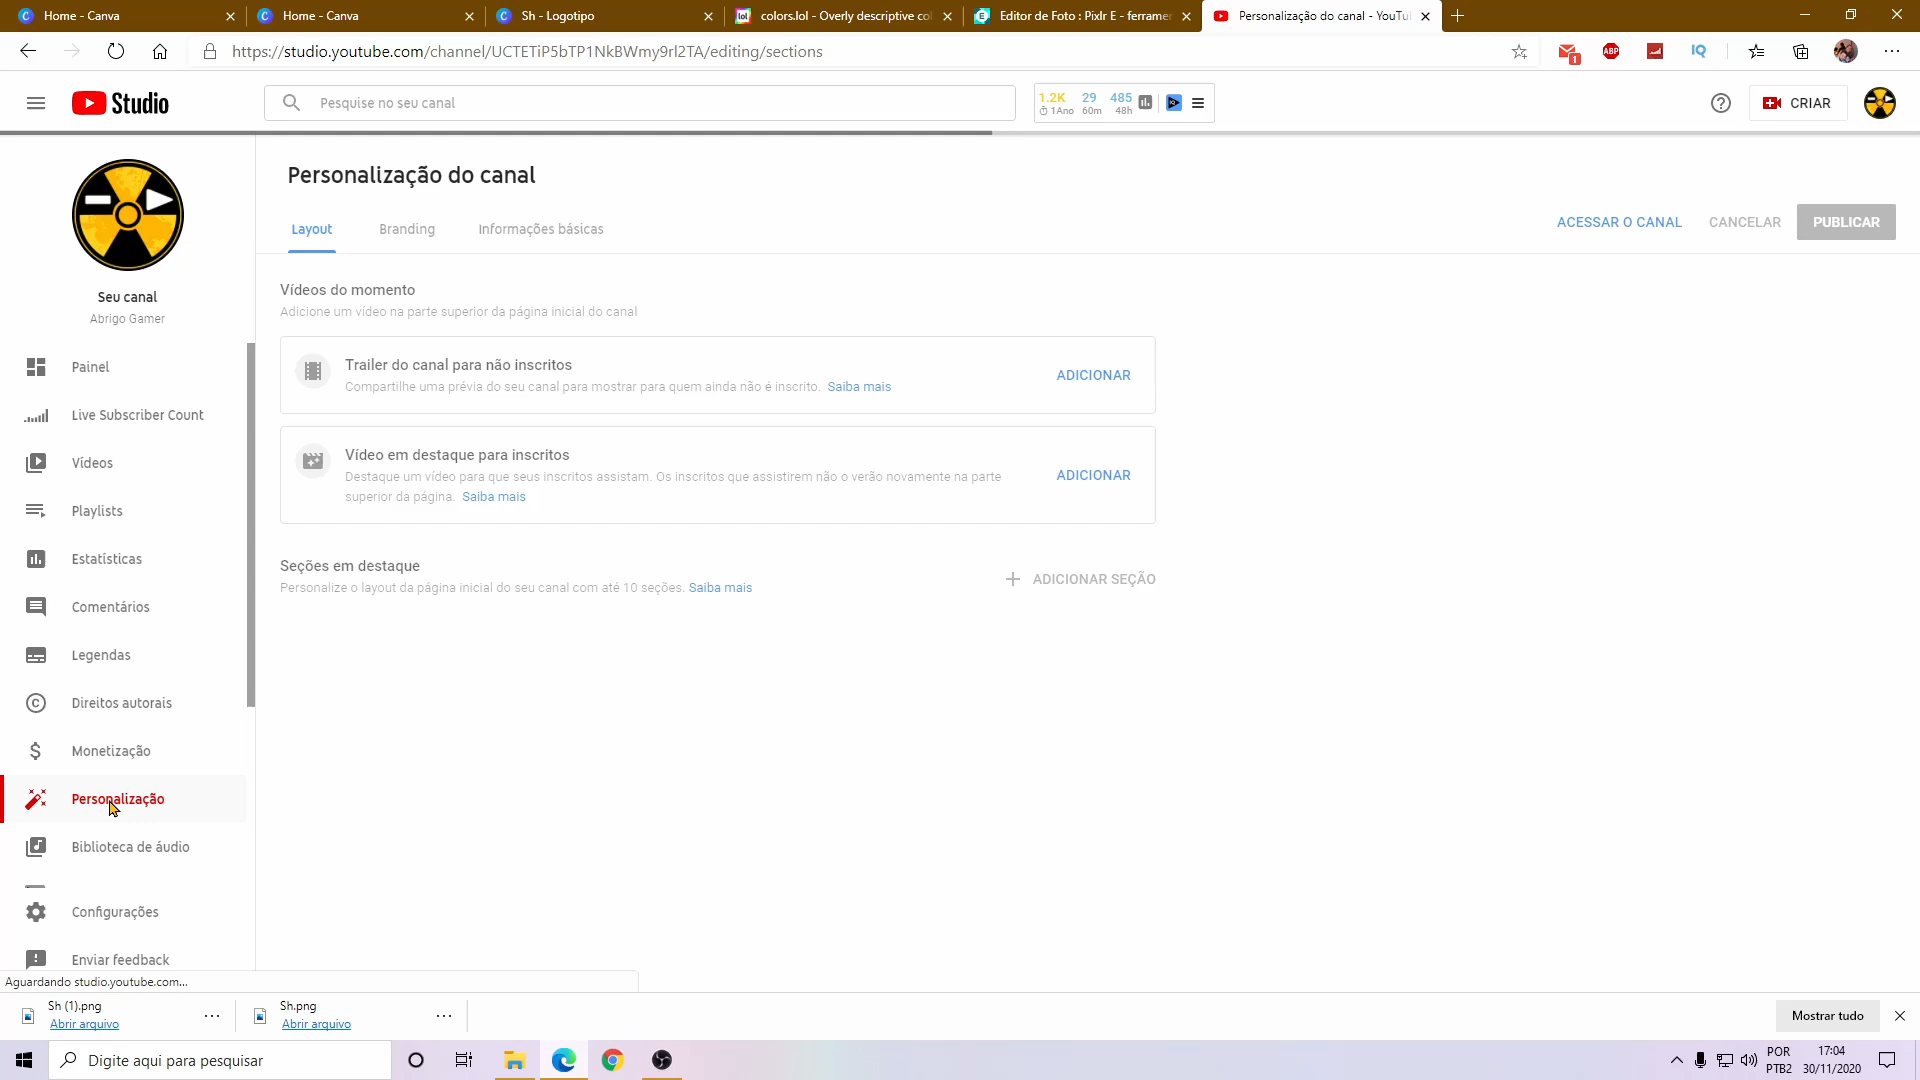 Home - Canva
Home - Canva
Sh - Logotipo
lol colors.lol - Overly descriptive col
Editor de Foto : Pixlr E - ferramer
Personalização do canal - YouTu
https://studio.youtube.com/channel/UCTETiP5bTP1NkBWmy9rl2TA/editing/sections
1
ABP
IQ
Studio
Pesquise no seu canal
1.2K 29 485
1Ano 60m 48h
CRIAR
Seu canal
Abrigo Gamer
Painel
Live Subscriber Count
Vídeos
Playlists
Estatísticas
Comentários
Legendas
Direitos autorais
Monetização
Personalização
Biblioteca de áudio
Configurações
Enviar feedback
Personalização do canal
Layout
Branding
Informações básicas
ACESSAR O CANAL
CANCELAR
PUBLICAR
Vídeos do momento
Adicione um vídeo na parte superior da página inicial do canal
Trailer do canal para não inscritos
Compartilhe uma prévia do seu canal para mostrar para quem ainda não é inscrito. Saiba mais
ADICIONAR
Vídeo em destaque para inscritos
Destaque um vídeo para que seus inscritos assistam. Os inscritos que assistirem não o verão novamente na parte
superior da página. Saiba mais
ADICIONAR
Seções em destaque
Personalize o layout da página inicial do seu canal com até 10 seções. Saiba mais
ADICIONAR SEÇÃO
Aguardando studio.youtube.com...
Sh (1).png
Abrir arquivo
Sh.png
Abrir arquivo
Mostrar tudo
Digite aqui para pesquisar
POR
PTB2
17:04
30/11/2020